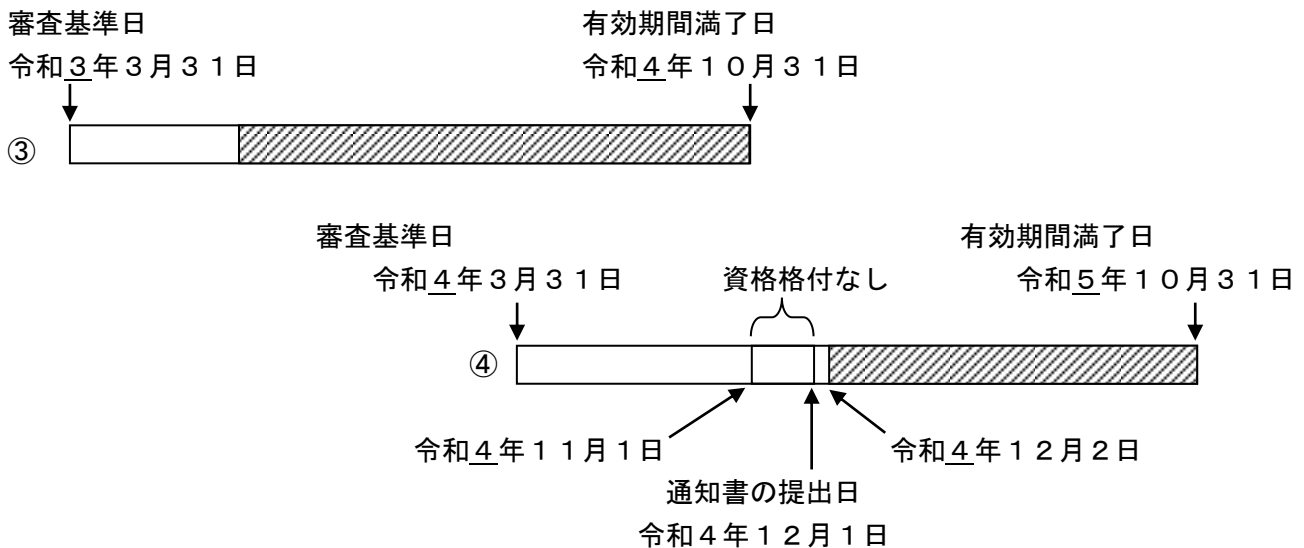 審査基準日
有効期間満了日
令和３年３月３１日
令和４年１０月３１日
③
審査基準日
有効期間満了日
令和４年３月３１日
資格格付なし
令和５年１０月３１日
④
令和４年１１月１日
令和４年１２月２日
通知書の提出日
令和４年１２月１日